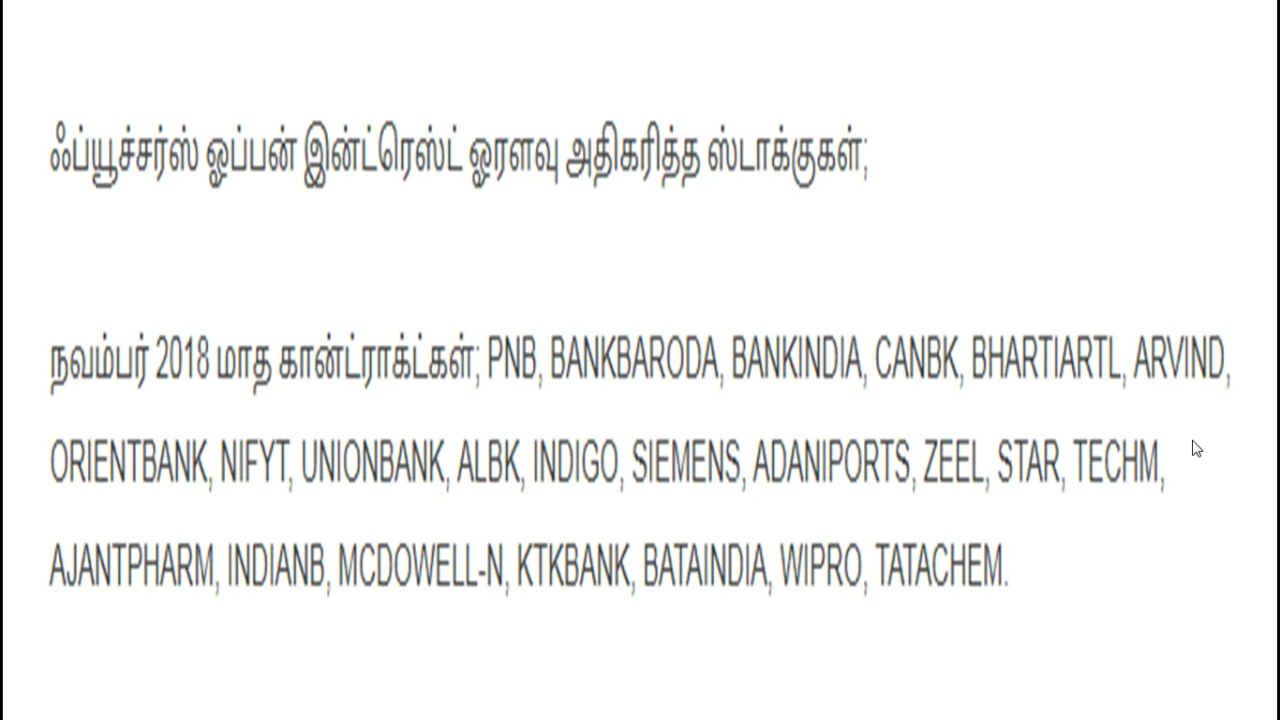 ஃப்யூச்சர்ஸ் ஓப்பன் இன்ட்ரெஸ்ட் ஓரளவு அதிகரித்த ஸ்டாக்குகள்;
நவம்பர் 2018 மாத கான்ட்ராக்ட்கள்; PNB, BANKBARODA, BANKINDIA, CANBK, BHARTIARTL, ARVIND,
ORIENTBANK, NIFYT, UNIONBANK, ALBK, INDIGO, SIEMENS, ADANIPORTS, ZEEL, STAR, TECHM,
AJANTPHARM, INDIANB, MCDOWELL-N, KTKBANK, BATAINDIA, WIPRO, TATACHEM.